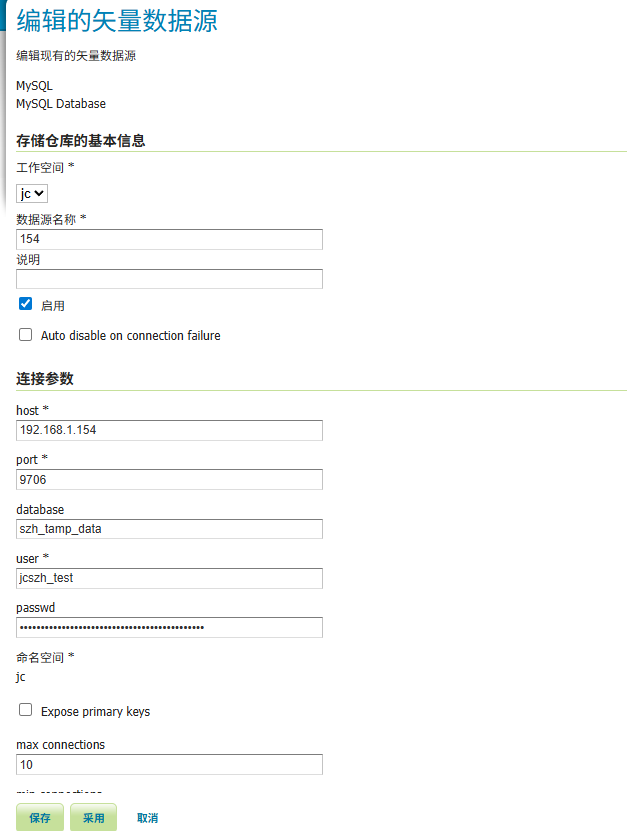 编辑的矢量数据源
编辑现有的矢量数据源
MySQL
MySQL Database
存储仓库的基本信息
工作空间 *
jc
数据源名称 *
154
说明
启用
Auto disable on connection failure
连接参数
host *
192.168.1.154
port *
9706
database
szh_tamp_data
user *
jcszh_test
passwd
命名空间 *
jc
Expose primary keys
max connections
10
min connections
保存 采用 取消